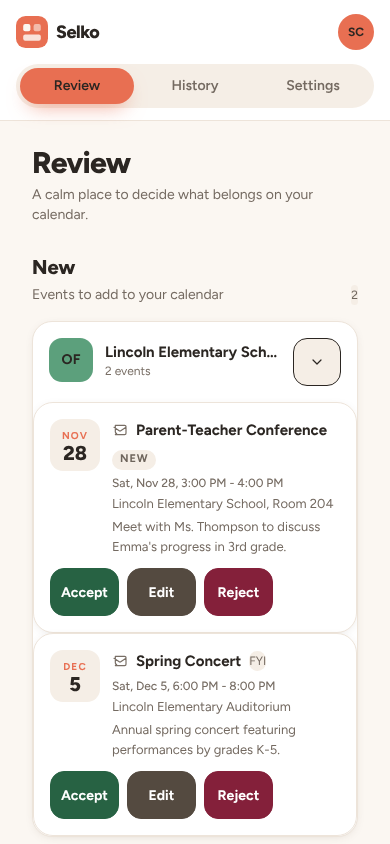 Selko
SC
Review
History
Settings
Review
A calm place to decide what belongs on your
calendar.
New
Events to add to your calendar
2
OF
Lincoln Elementary Sch...
2 events
NOV
28
Parent-Teacher Conference
NEW
Sat, Nov 28, 3:00 PM - 4:00 PM
Lincoln Elementary School, Room 204
Meet with Ms. Thompson to discuss
Emma's progress in 3rd grade.
Accept
Edit
Reject
DEC
5
Spring Concert
FYI
Sat, Dec 5, 6:00 PM - 8:00 PM
Lincoln Elementary Auditorium
Annual spring concert featuring
performances by grades K-5.
Accept
Edit
Reject